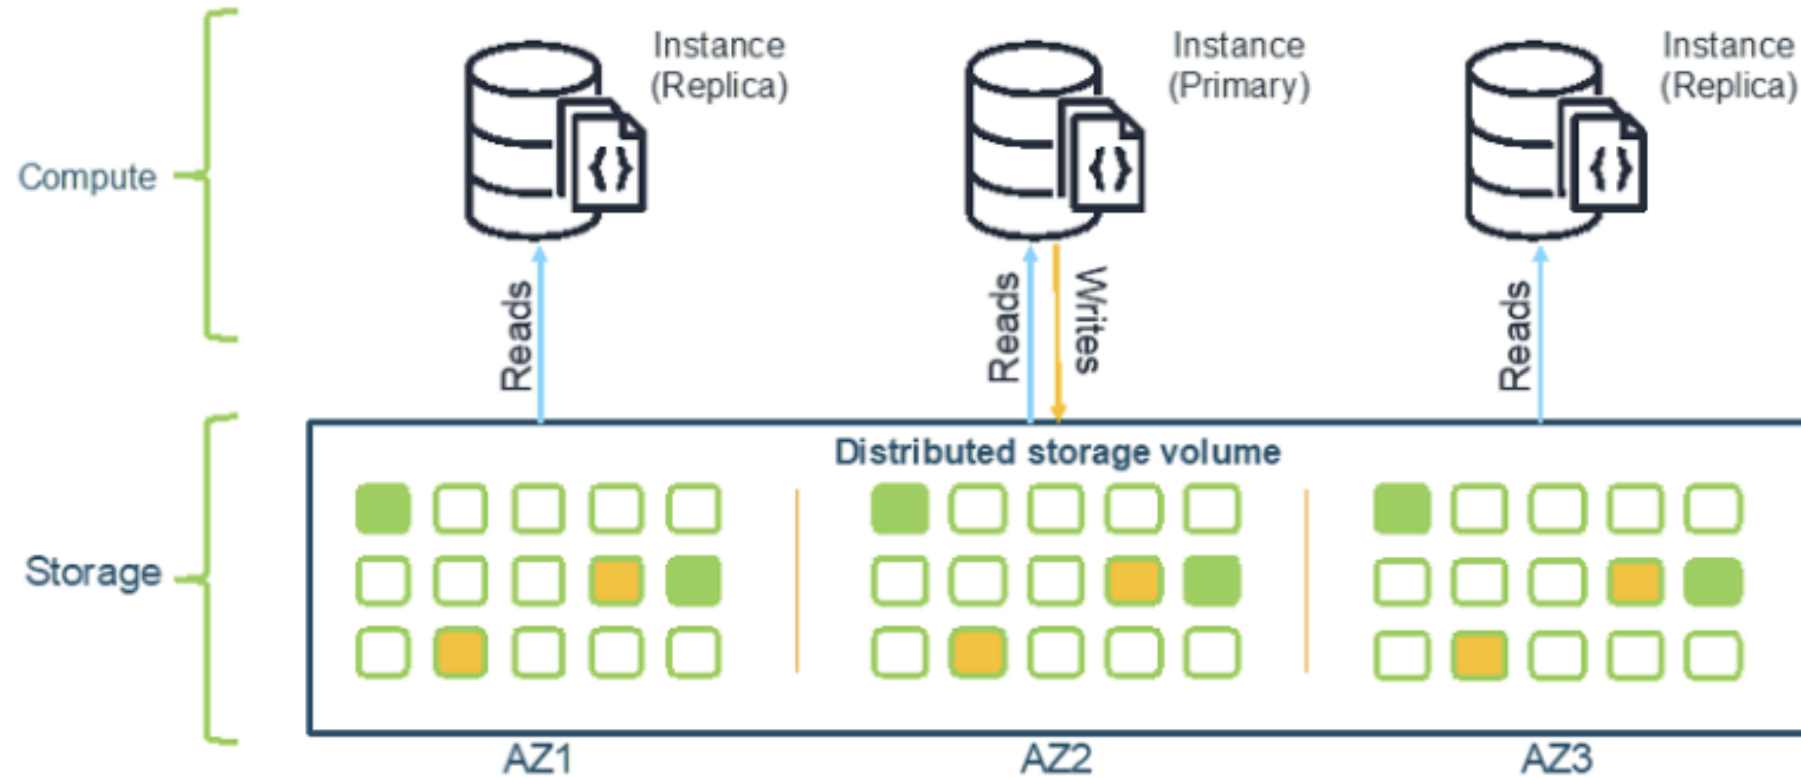 Instance
(Replica)
Instance
(Primary)
Instance
(Replica)
Compute
Reads
Reads
Writes
Reads
Distributed storage volume
Storage
AZ1
AZ2
AZ3